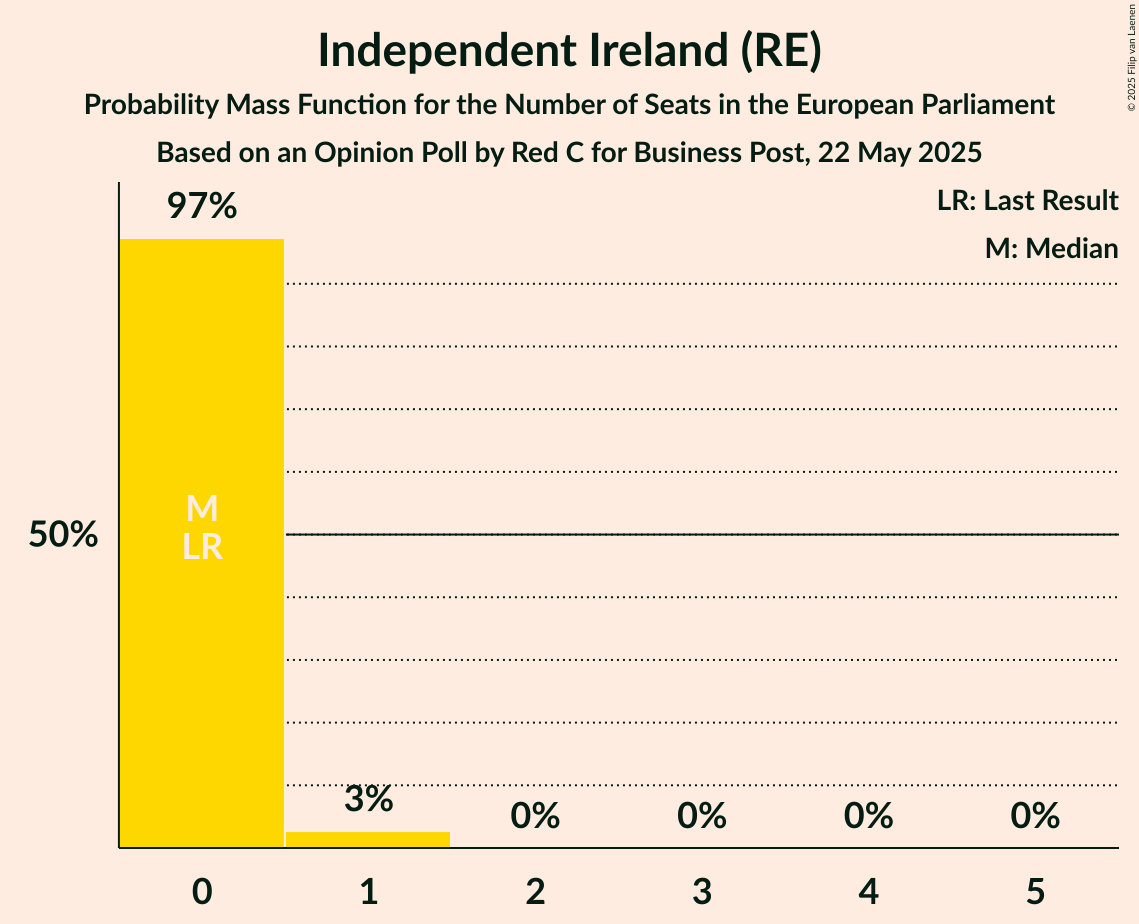 Independent Ireland (RE)
Probability Mass Function for the Number of Seats in the European Parliament
Based on an Opinion Poll by Red C for Business Post, 22 May 2025
© 2025 Filip van Laenen
LR: Last Result
M: Median
97%
M
LR
50%
3%
0%
0%
0%
0%
0
1
2
3
4
5